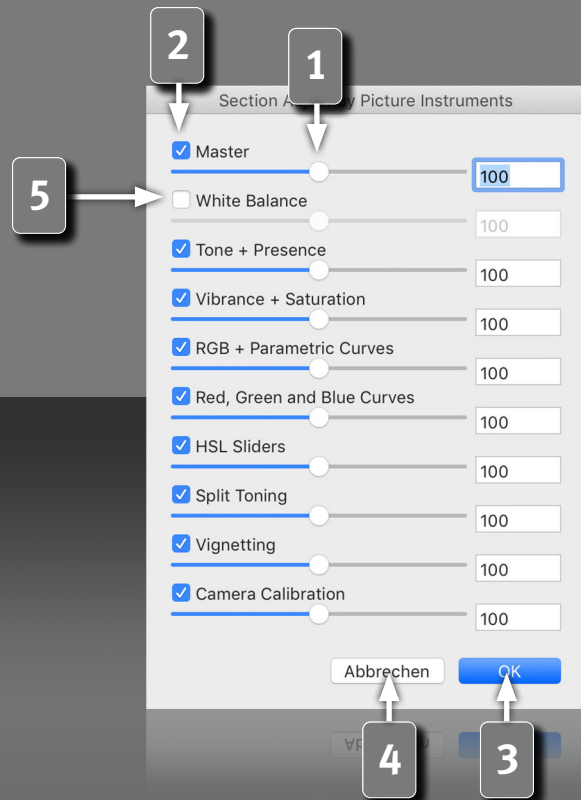 2
1
Section A y Picture Instruments
Master
100
5
White Balance
100
Tone + Presence
100
Vibrance + Saturation
100
RGB + Parametric Curves
100
Red, Green and Blue Curves
100
HSL Sliders
100
Split Toning
100
Vignetting
100
Camera Calibration
100
Abbrechen OK
4
3